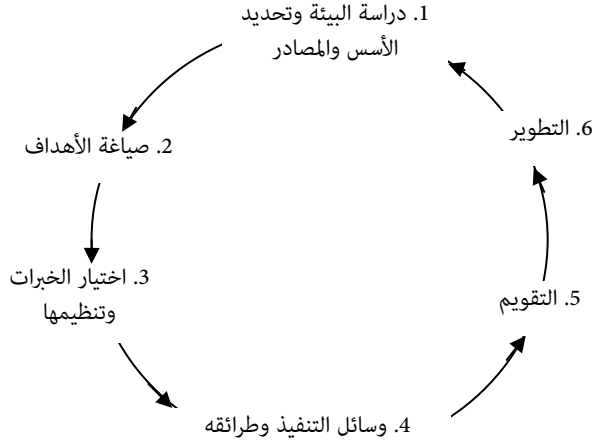 1. دراسة البيئة وتحديد
الأسس والمصادر
2. صياغة الأهداف
3. اختيار الخبرات
وتنظيمها
4. وسائل التنفيذ وطرائقه
5. التقويم
6. التطوير